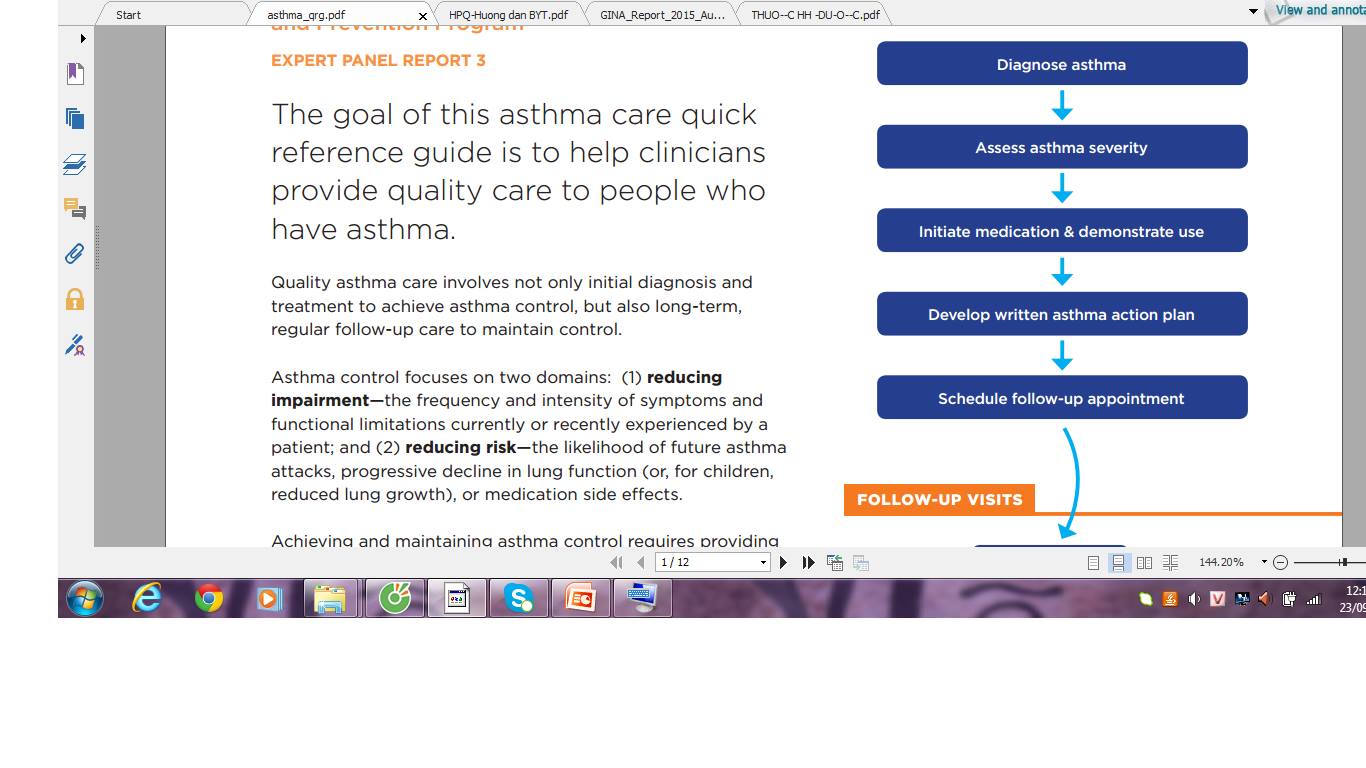 Start
asthma_qrg.pdf
HPQ-Huong dan BYT.pdf
GINA_Report_2015_Au...
THUO--C HH -DU-O--C.pdf
View and annota
and Prevention Program
EXPERT PANEL REPORT 3
The goal of this asthma care quick
reference guide is to help clinicians
provide quality care to people who
have asthma.
Quality asthma care involves not only initial diagnosis and
treatment to achieve asthma control, but also long-term,
regular follow-up care to maintain control.
Asthma control focuses on two domains: (1) reducing
impairment—the frequency and intensity of symptoms and
functional limitations currently or recently experienced by a
patient; and (2) reducing risk—the likelihood of future asthma
attacks, progressive decline in lung function (or, for children,
reduced lung growth), or medication side effects.
Achieving and maintaining asthma control requires providing
Diagnose asthma
Assess asthma severity
Initiate medication & demonstrate use
Develop written asthma action plan
Schedule follow-up appointment
FOLLOW-UP VISITS
1 / 12
144.20%
12:1
23/09